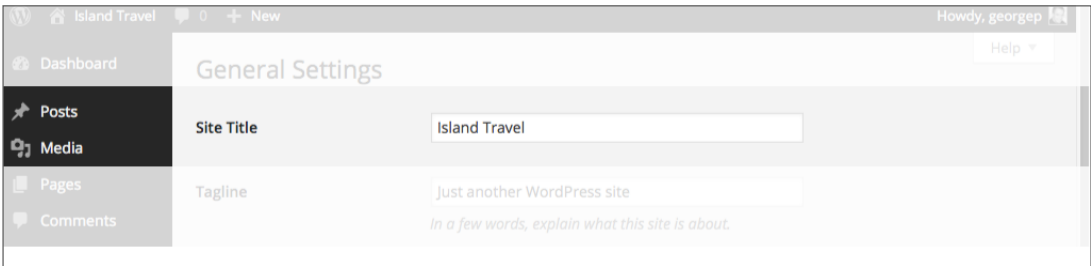 Island Travel 0 + New Howdy, georgep
Help ▼
Dashboard
General Settings
Posts
Site Title Island Travel
Media
Pages
Tagline Just another WordPress site
Comments
In a few words, explain what this site is about.